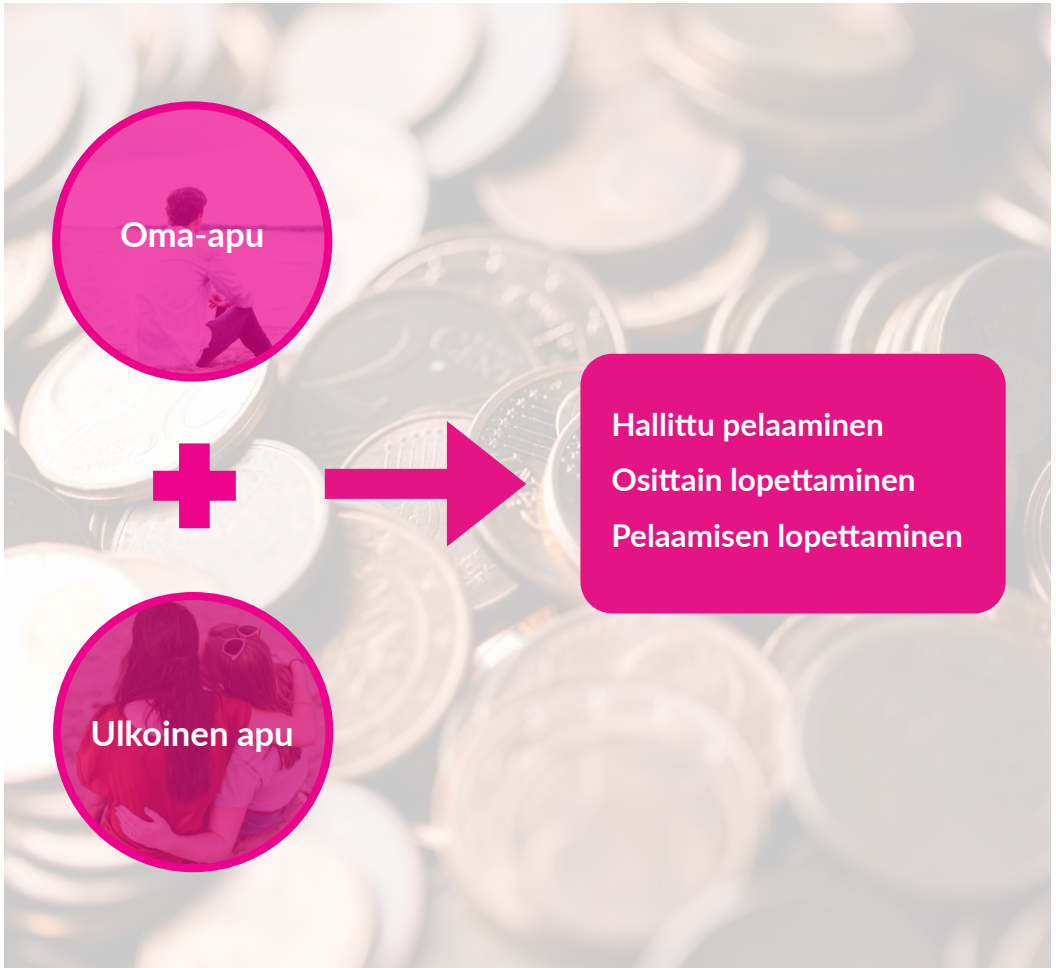 Oma-apu
Hallittu pelaaminen
Osittain lopettaminen
Pelaamisen lopettaminen
Ulkoinen apu